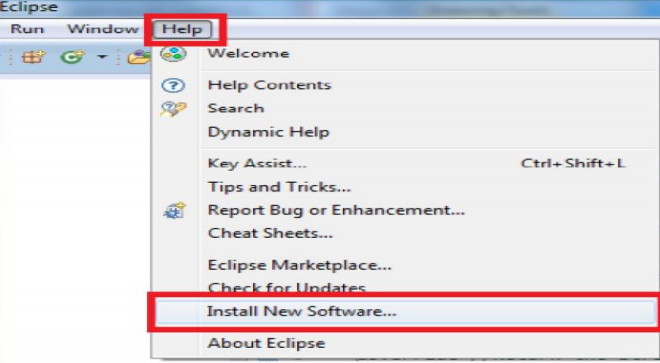 Eclipse
Run Window Help
Welcome
Help Contents
Search
Dynamic Help
Key Assist... Ctrl+Shift+L
Tips and Tricks...
Report Bug or Enhancement...
Cheat Sheets...
Eclipse Marketplace...
Check for Updates
Install New Software...
About Eclipse